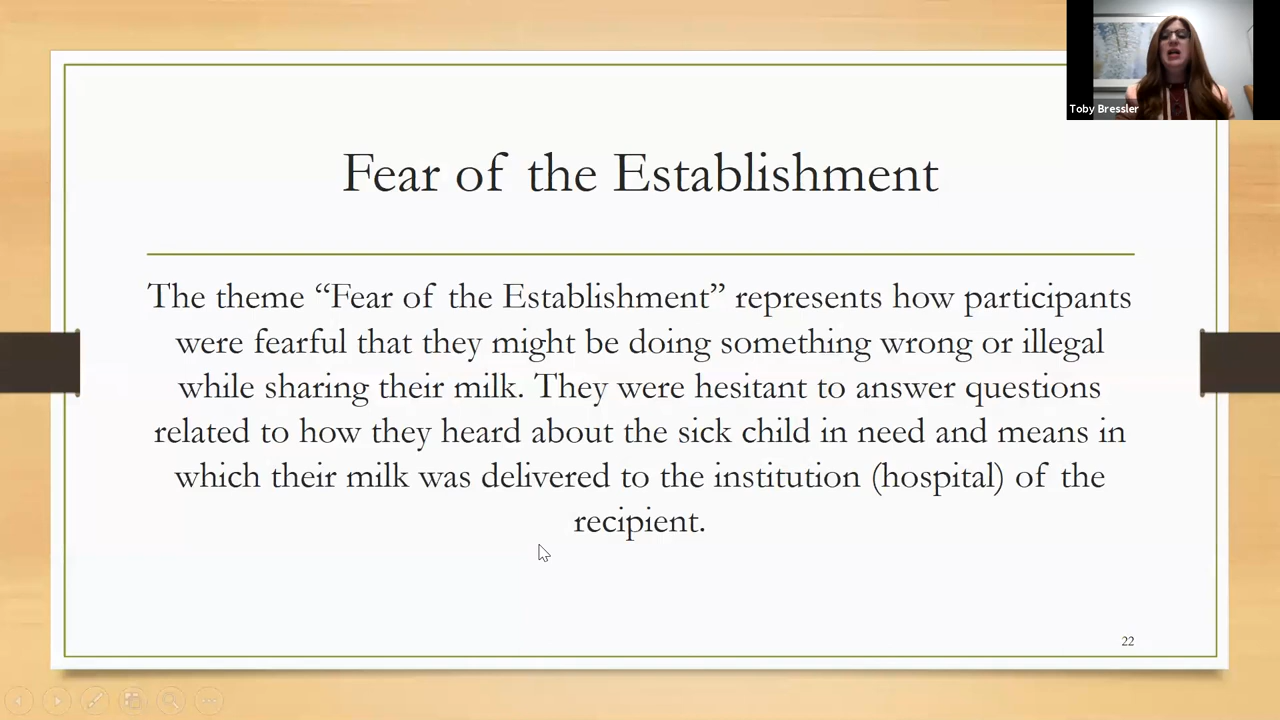 Toby Bressler
Fear of the Establishment
The theme “Fear of the Establishment” represents how participants
were fearful that they might be doing something wrong or illegal
while sharing their milk. They were hesitant to answer questions
related to how they heard about the sick child in need and means in
which their milk was delivered to the institution (hospital) of the
recipient.
22